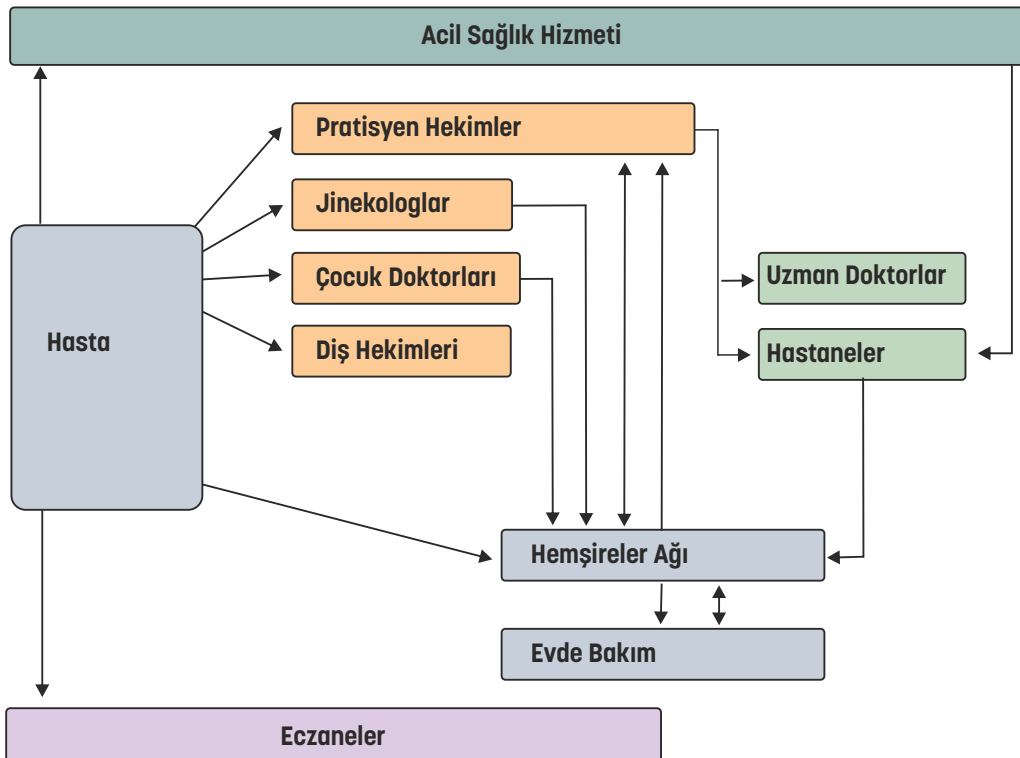 Acil Sağlık Hizmeti
Pratisyen Hekimler
Jinekologlar
Çocuk Doktorları
Uzman Doktorlar
Hasta
Diş Hekimleri
Hastaneler
Hemşireler Ağı
Evde Bakım
Eczaneler